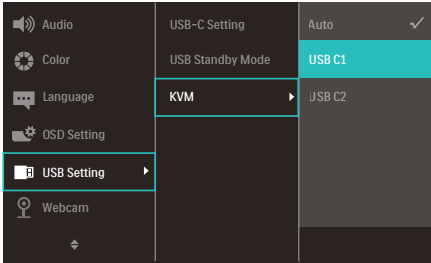 Audio
Color
Language
OSD Setting
USB Setting
Webcam
USB-C Setting
USB Standby Mode
KVM
Auto
USB C1
USB C2